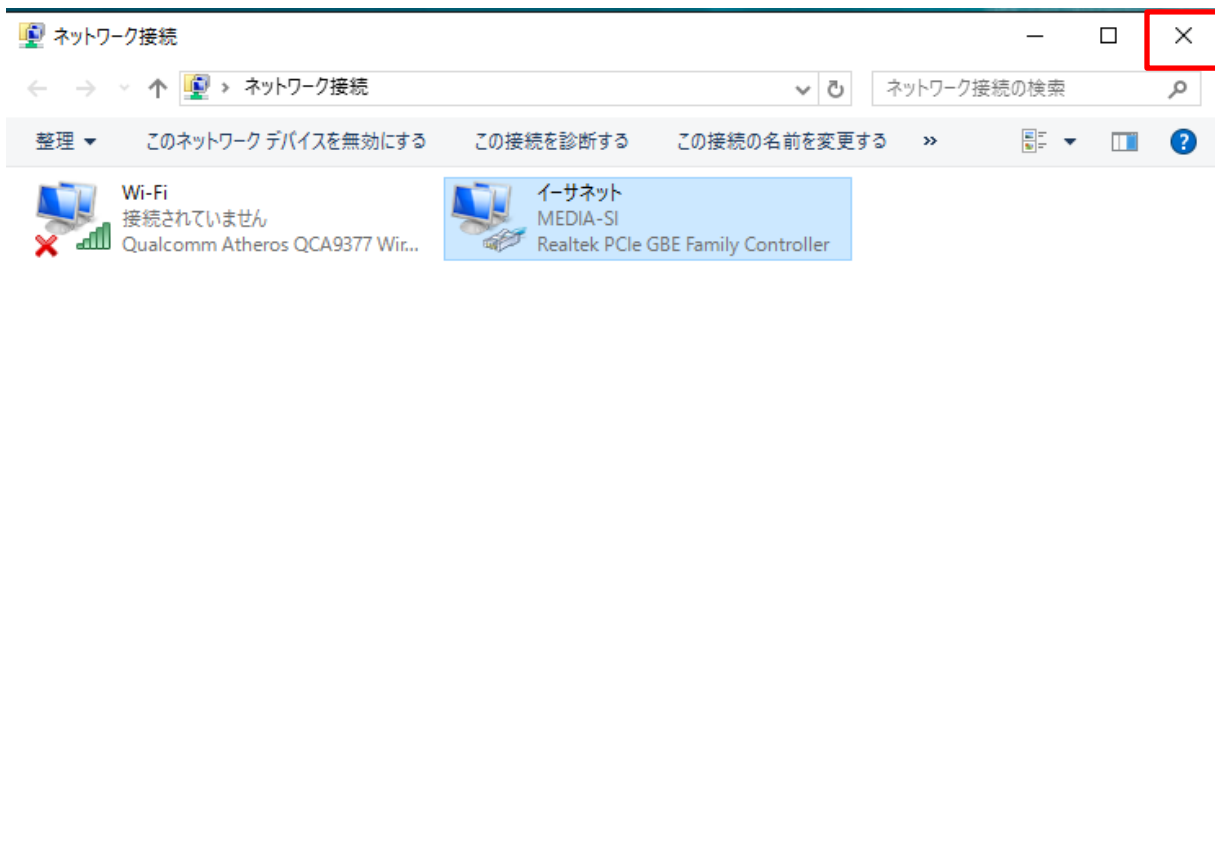 ネットワーク接続
ネットワーク接続
ネットワーク接続の検索
整理 このネットワーク デバイスを無効にする この接続を診断する この接続の名前を変更する »
Wi-Fi
接続されていません
Qualcomm Atheros QCA9377 Wir...
イーサネット
MEDIA-SI
Realtek PCIe GBE Family Controller